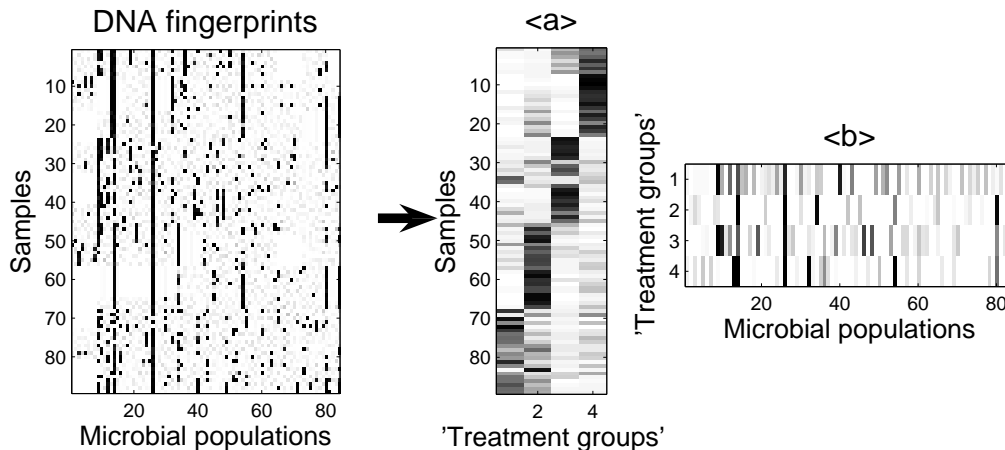 DNA fingerprints
Samples
10
20
30
40
50
60
70
80
20 40 60 80
Microbial populations
<a>
Samples
10
20
30
40
50
60
70
80
2 4
'Treatment groups'
<b>
'Treatment groups'
1
2
3
4
20 40 60 80
Microbial populations